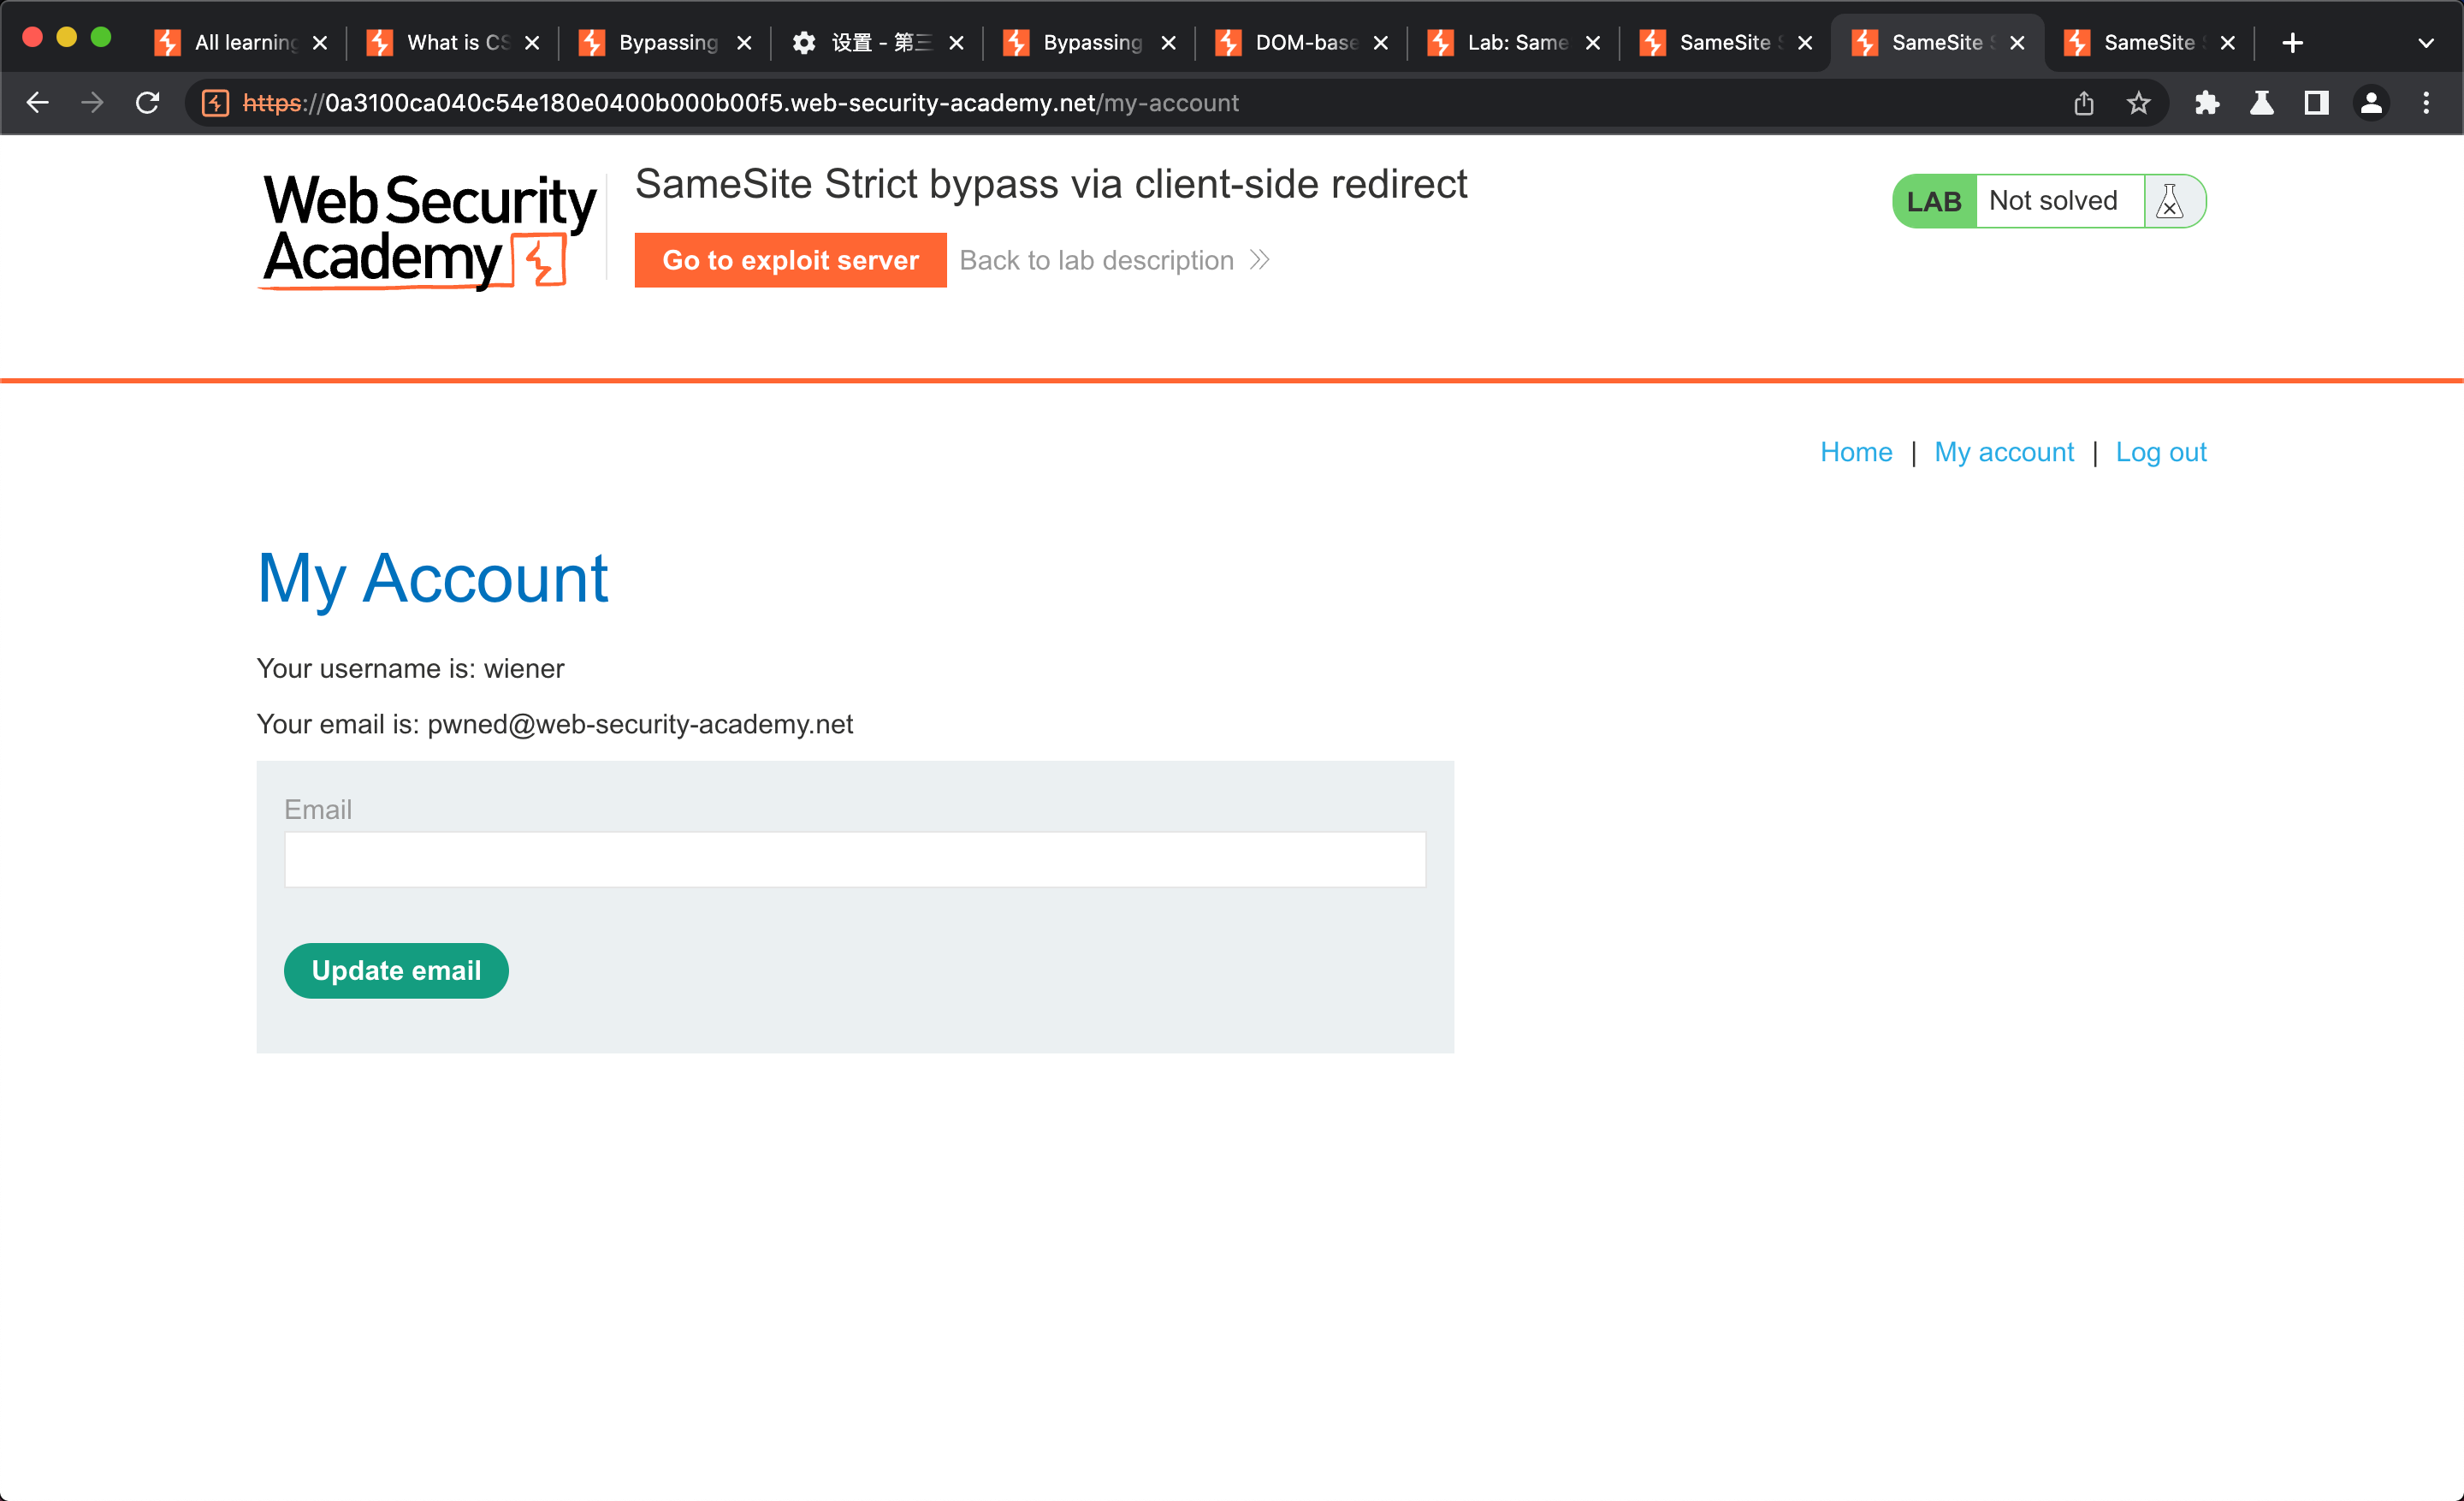 All learning
What is CS
Bypassing
设置 - 第三
Bypassing
DOM-base
Lab: Same
SameSite S
SameSite S
SameSite
https://0a3100ca040c54e180e0400b000b00f5.web-security-academy.net/my-account
Web Security
Academy
SameSite Strict bypass via client-side redirect
Go to exploit server
Back to lab description
LAB
Not solved
Home | My account | Log out
My Account
Your username is: wiener
Your email is: pwned@web-security-academy.net
Email
Update email